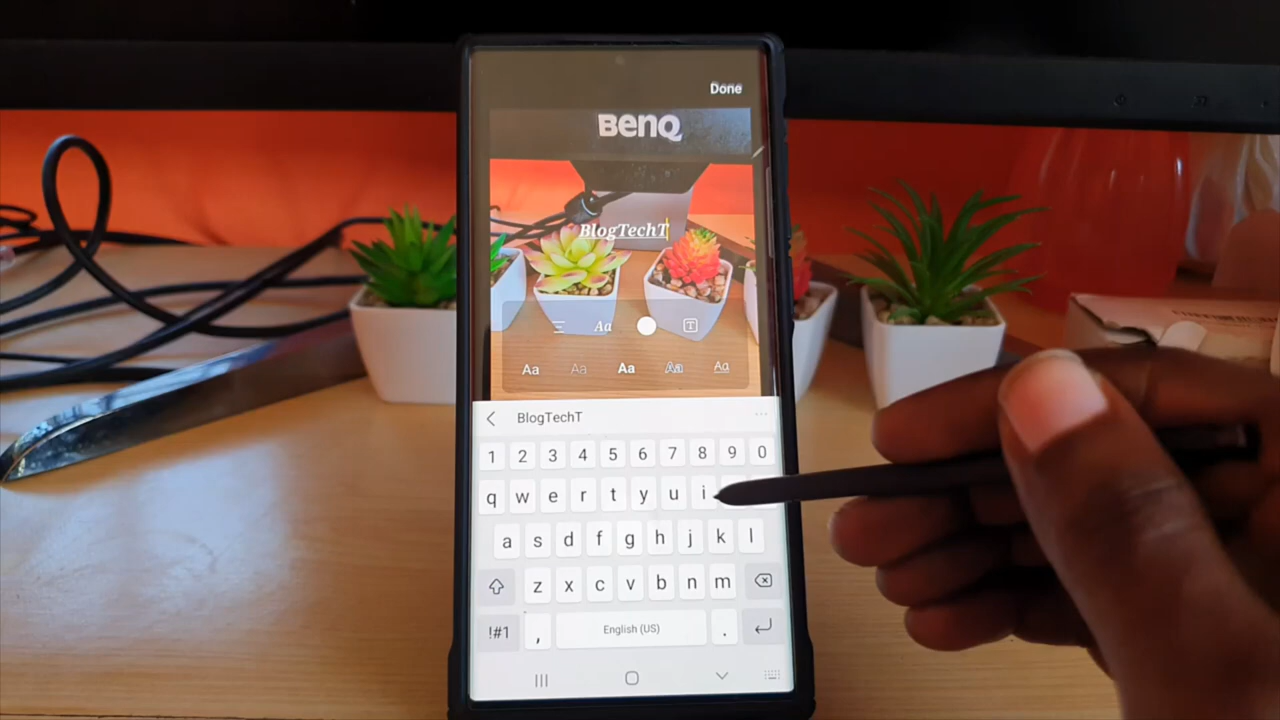 Done
BenQ
BlogTechT
Aa
T
Aa Aa Aa Aa Aa
BlogTechT
1 2 3 4 5 6 7 8 9 0
q w e r t y u i
a s d f g h j k l
z x c v b n m
!#1 , English (US) .